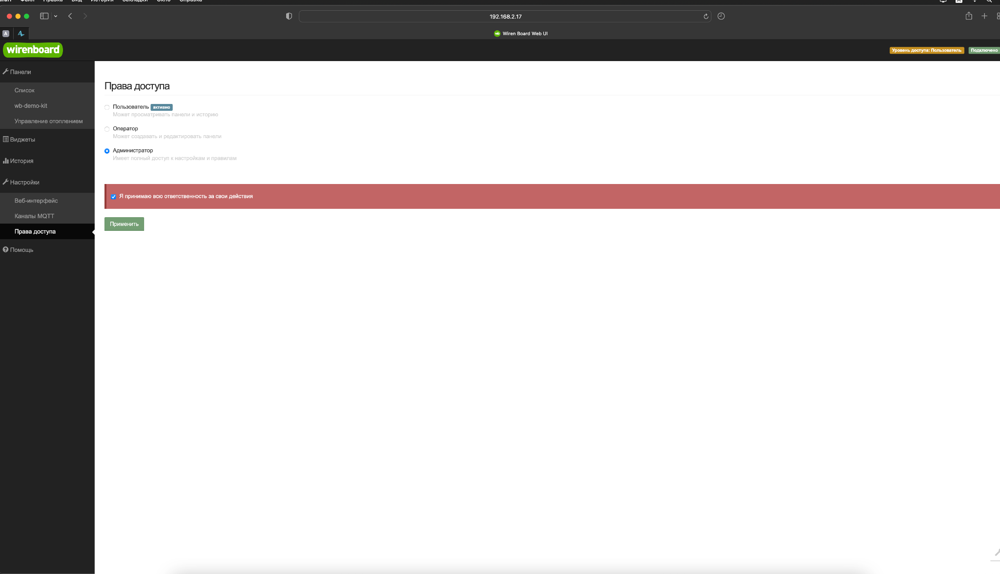 Файл Правка Вид История Закладки Окно Справка
192.168.2.17
A
wb Wiren Board Web UI
wirenboard
Уровень доступа: Пользователь Подключено
Панели
Список
wb-demo-kit
Управление отоплением
Виджеты
История
Настройки
Веб-интерфейс
Каналы MQTT
Права доступа
Помощь
Права доступа
Пользователь активно
Может просматривать панели и историю
Оператор
Может создавать и редактировать панели
Администратор
Имеет полный доступ к настройкам и правилам
Я принимаю всю ответственность за свои действия
Применить